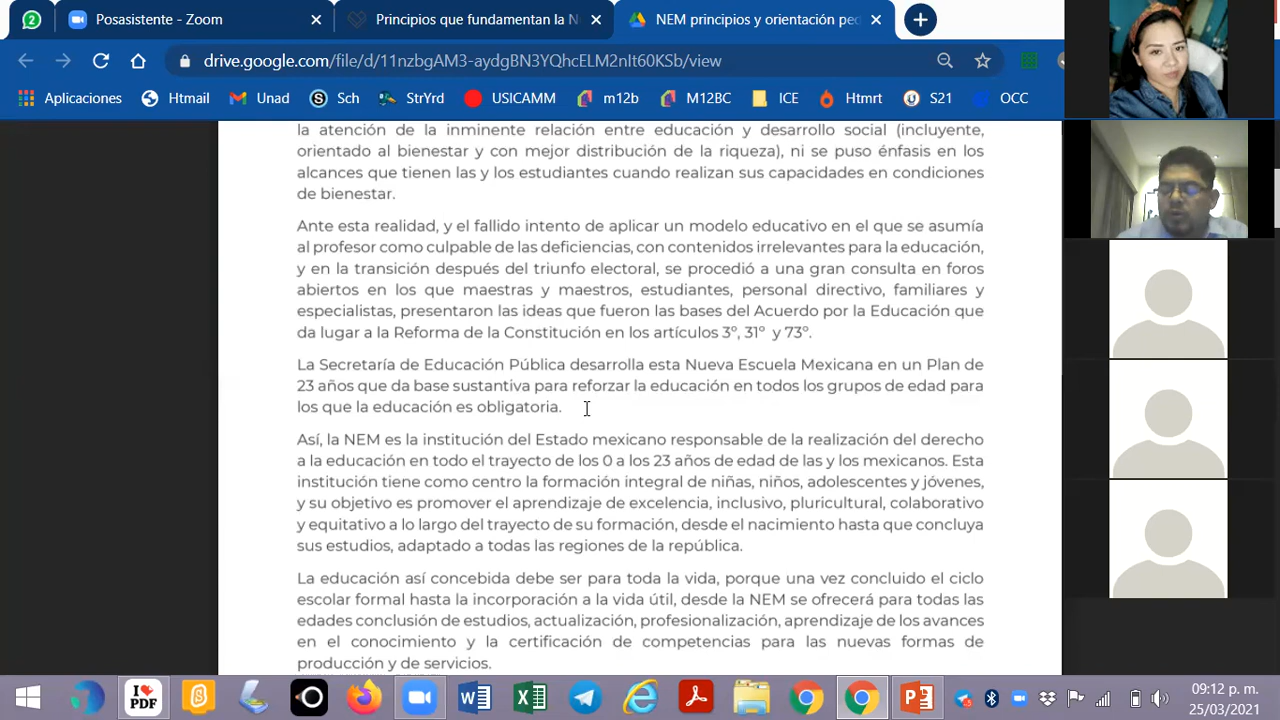 2
Posasistente - Zoom
Principios que fundamentan la N
NEM principios y orientación pec
drive.google.com/file/d/11nzbgAM3-aydgBN3YQhcELM2nIt60KSb/view
Aplicaciones
Htmail
Unad
Sch
StrYrd
USICAMM
m12b
M12BC
ICE
Htmrt
S21
OCC
la atención de la inminente relación entre educación y desarrollo social (incluyente,
orientado al bienestar y con mejor distribución de la riqueza), ni se puso énfasis en los
alcances que tienen las y los estudiantes cuando realizan sus capacidades en condiciones
de bienestar.
Ante esta realidad, y el fallido intento de aplicar un modelo educativo en el que se asumía
al profesor como culpable de las deficiencias, con contenidos irrelevantes para la educación,
y en la transición después del triunfo electoral, se procedió a una gran consulta en foros
abiertos en los que maestras y maestros, estudiantes, personal directivo, familiares y
especialistas, presentaron las ideas que fueron las bases del Acuerdo por la Educación que
da lugar a la Reforma de la Constitución en los artículos 3º, 31º y 73º.
La Secretaría de Educación Pública desarrolla esta Nueva Escuela Mexicana en un Plan de
23 años que da base sustantiva para reforzar la educación en todos los grupos de edad para
los que la educación es obligatoria.
Así, la NEM es la institución del Estado mexicano responsable de la realización del derecho
a la educación en todo el trayecto de los 0 a los 23 años de edad de las y los mexicanos. Esta
institución tiene como centro la formación integral de niñas, niños, adolescentes y jóvenes,
y su objetivo es promover el aprendizaje de excelencia, inclusivo, pluricultural, colaborativo
y equitativo a lo largo del trayecto de su formación, desde el nacimiento hasta que concluya
sus estudios, adaptado a todas las regiones de la república.
La educación así concebida debe ser para toda la vida, porque una vez concluido el ciclo
escolar formal hasta la incorporación a la vida útil, desde la NEM se ofrecerá para todas las
edades conclusión de estudios, actualización, profesionalización, aprendizaje de los avances
en el conocimiento y la certificación de competencias para las nuevas formas de
producción y de servicios.
I ♥
PDF
09:12 p. m.
25/03/2021